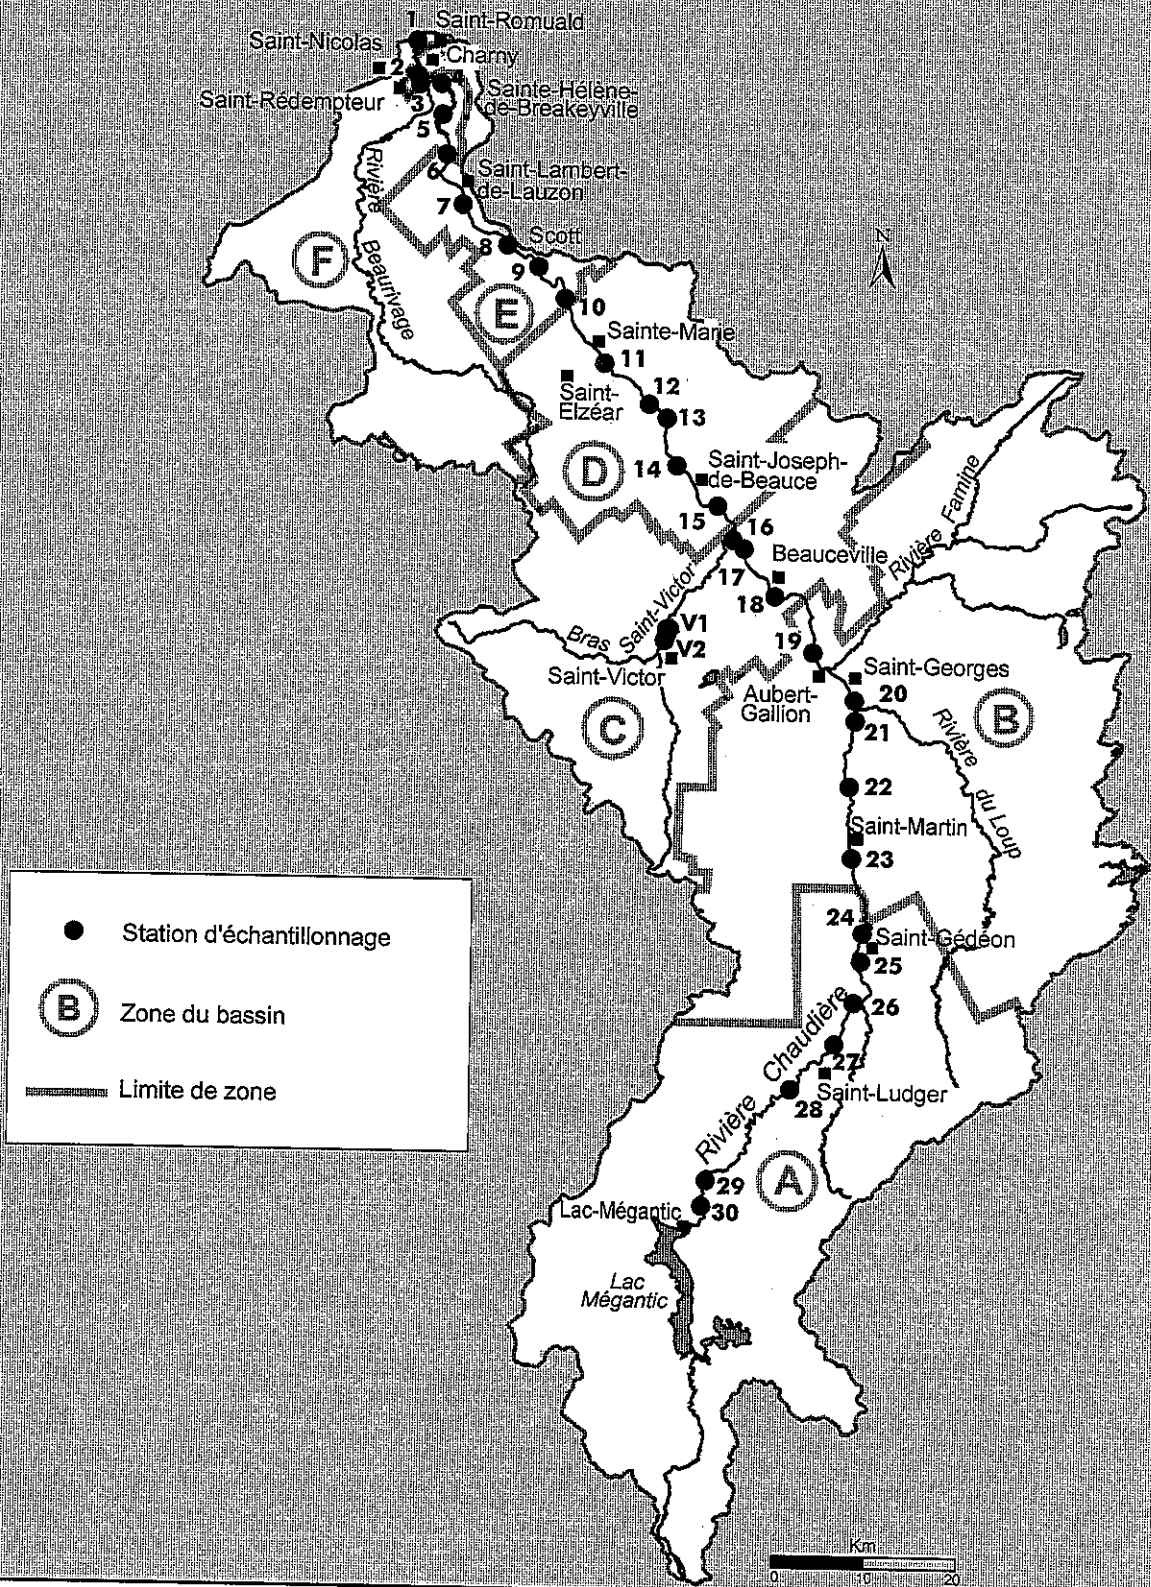 1 Saint-Romuald
Saint-Nicolas
Charny
2
4
Sainte-Hélène-
de-Breakeyville
Saint-Rédempteur
3
5
6
Saint-Lambert-
de-Lauzon
7
Rivière Beaurivage
8
Scott
9
F
N
10
E
Sainte-Marie
11
12
Saint-
Elzéar
13
14
Saint-Joseph-
de-Beauce
D
15
16
Rivière Famine
Beauceville
17
18
V1
Bras Saint-Victor
V2
19
Saint-Victor
Saint-Georges
Aubert-
Gallion
20
B
C
21
Rivière du Loup
22
Saint-Martin
23
24
Saint-Gédéon
25
26
Rivière Chaudière
27
Saint-Ludger
28
A
29
Lac-Mégantic
30
Lac
Mégantic
Station d'échantillonnage
B
Zone du bassin
Limite de zone
Km
0 10 20